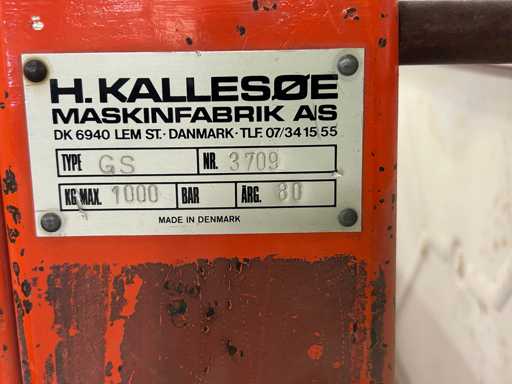 H. KALLESØE
MASKINFABRIK A/S
DK 6940 LEM ST. · DANMARK · TLF. 07/34 15 55
TYPE GS NR. 3709
KG MAX. 1000 BAR ÅRG. 80
MADE IN DENMARK